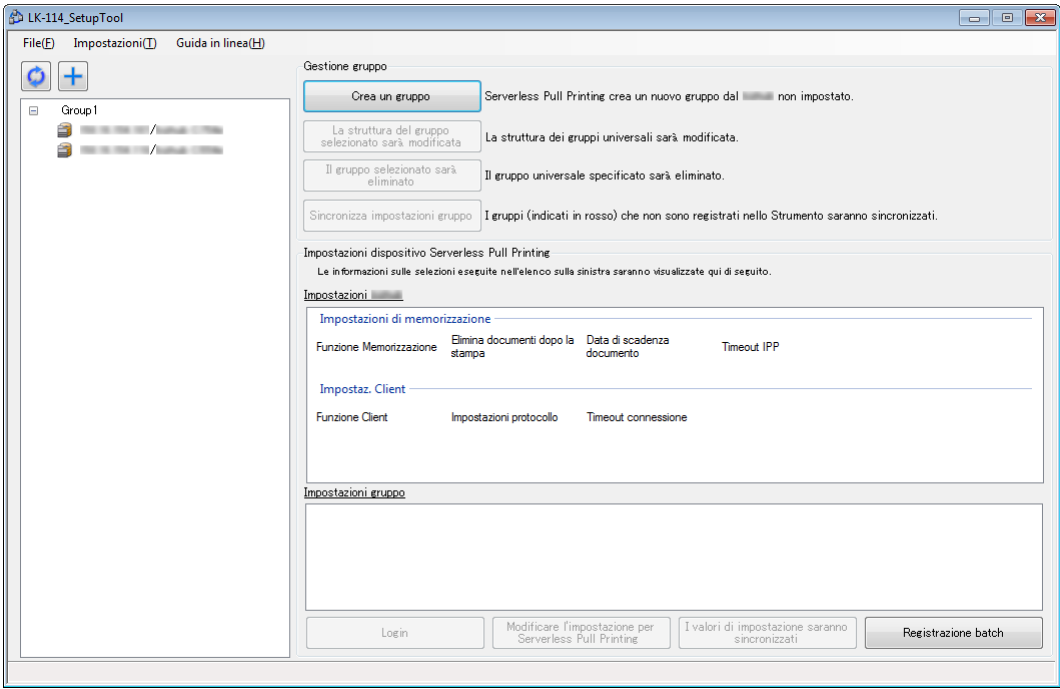 LK-114_SetupTool
File(F) Impostazioni(T) Guida in linea(H)
Gestione gruppo
Crea un gruppo
Serverless Pull Printing crea un nuovo gruppo dal non impostato.
La struttura del gruppo
selezionato sarà modificata
La struttura dei gruppi universali sarà modificata.
Il gruppo selezionato sarà
eliminato
Il gruppo universale specificato sarà eliminato.
Sincronizza impostazioni gruppo
I gruppi (indicati in rosso) che non sono registrati nello Strumento saranno sincronizzati.
Group1
/
/
Impostazioni dispositivo Serverless Pull Printing
Le informazioni sulle selezioni eseguite nell'elenco sulla sinistra saranno visualizzate qui di seguito.
Impostazioni
Impostazioni di memorizzazione
Funzione Memorizzazione
Elimina documenti dopo la
stampa
Data di scadenza
documento
Timeout IPP
Impostaz. Client
Funzione Client
Impostazioni protocollo
Timeout connessione
Impostazioni gruppo
Login
Modificare l'impostazione per
Serverless Pull Printing
I valori di impostazione saranno
sincronizzati
Registrazione batch